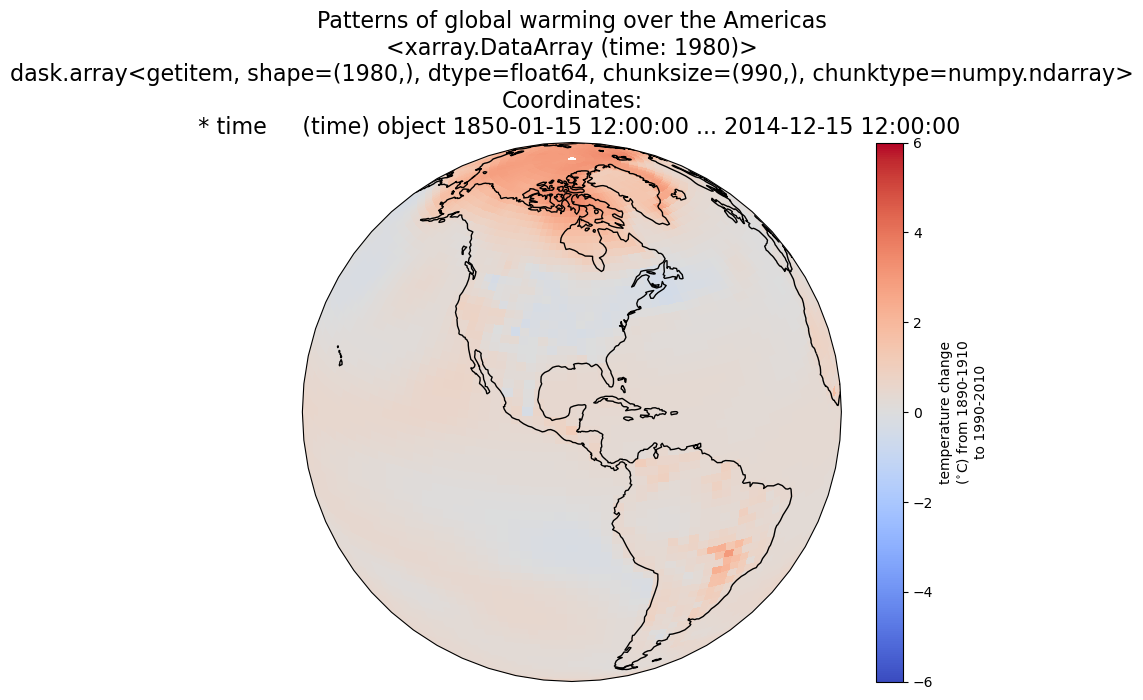 Patterns of global warming over the Americas
<xarray.DataArray (time: 1980)>
dask.array<getitem, shape=(1980,), dtype=float64, chunksize=(990,), chunktype=numpy.ndarray>
Coordinates:
* time     (time) object 1850-01-15 12:00:00 ... 2014-12-15 12:00:00
6
4
2
0
−2
−4
−6
temperature change
(°C) from 1890-1910
to 1990-2010